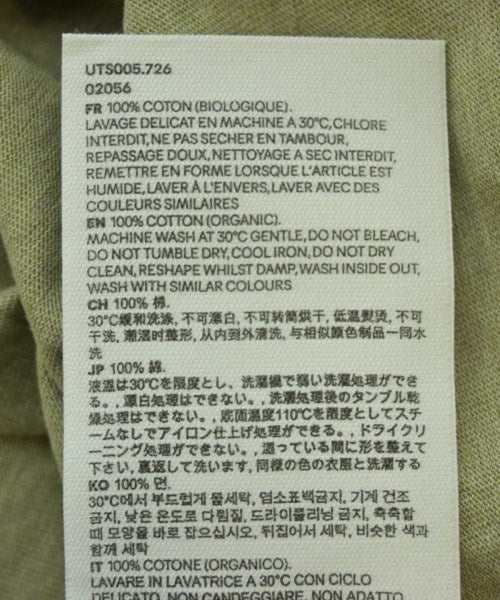 UTS005.726
02056
FR 100% COTON (BIOLOGIQUE).
LAVAGE DELICAT EN MACHINE A 30°C,CHLORE
INTERDIT,NE PAS SECHER EN TAMBOUR,
REPASSAGE DOUX,NETTOYAGE A SEC INTERDIT,
REMETTRE EN FORME LORSQUE L'ARTICLE EST
HUMIDE,LAVER À L'ENVERS,LAVER AVEC DES
COULEURS SIMILAIRES
EN 100% COTTON (ORGANIC).
MACHINE WASH AT 30°C GENTLE,DO NOT BLEACH,
DO NOT TUMBLE DRY,COOL IRON,DO NOT DRY
CLEAN,RESHAPE WHILST DAMP,WASH INSIDE OUT,
WASH WITH SIMILAR COLOURS
CH 100% 棉.
30℃缓和洗涤, 不可漂白, 不可转筒烘干, 低温熨烫, 不可
干洗, 潮湿时整形, 从内到外清洗, 与相似颜色制品一同水
洗
JP 100% 綿.
液温は30℃を限度とし、洗濯機で弱い洗濯処理ができ
る。, 漂白処理はできない。, 洗濯処理後のタンブル乾
燥処理はできない。, 底面温度110℃を限度としてスチ
ームなしでアイロン仕上げ処理ができる。, ドライクリ
ーニング処理ができない。, 湿っている間に形を整えて
下さい, 裏返して洗います, 同様の色の衣服と洗濯する
KO 100% 면.
30℃에서 부드럽게 물세탁, 염소표백금지, 기계 건조
금지, 낮은 온도로 다림질, 드라이클리닝 금지, 촉촉할
때 모양을 바로 잡으십시오, 뒤집어서 세탁, 비슷한 색과
함께 세탁
IT 100% COTONE (ORGANICO).
LAVARE IN LAVATRICE A 30°C CON CICLO
DELICATO, NON CANDEGGIARE, NON ADATTO